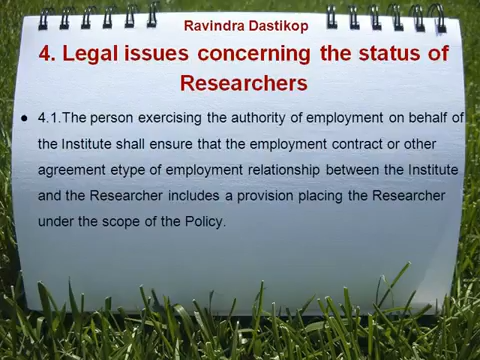 Ravindra Dastikop
4. Legal issues concerning the status of
Researchers
• 4.1.The person exercising the authority of employment on behalf of
the Institute shall ensure that the employment contract or other
agreement etype of employment relationship between the Institute
and the Researcher includes a provision placing the Researcher
under the scope of the Policy.